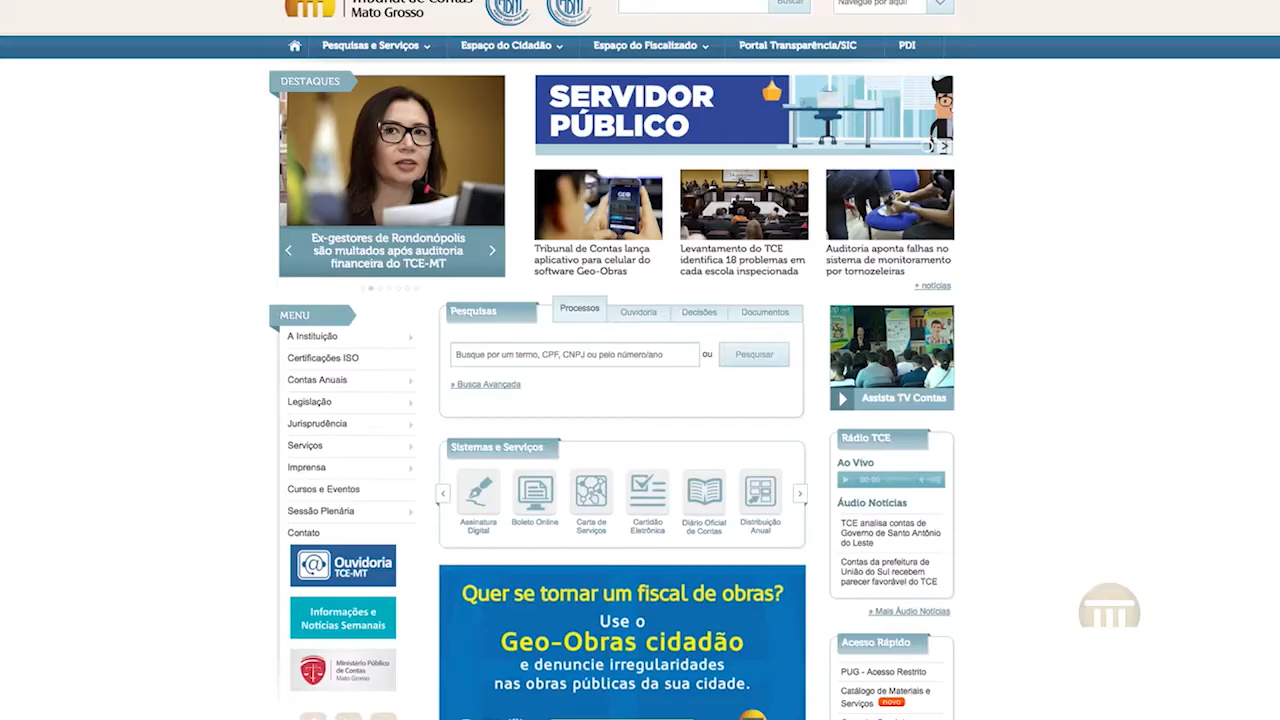 Tribunal de Contas
Mato Grosso
Buscar
Navegue por aqui!
Pesquisas e Serviços
Espaço do Cidadão
Espaço do Fiscalizado
Portal Transparência/SIC
PDI
DESTAQUES
Ex-gestores de Rondonópolis
são multados após auditoria
financeira do TCE-MT
SERVIDOR
PÚBLICO
GEO
Tribunal de Contas lança
aplicativo para celular do
software Geo-Obras
Levantamento do TCE
identifica 18 problemas em
cada escola inspecionada
Auditoria aponta falhas no
sistema de monitoramento
por tornozeleiras
+ notícias
MENU
A Instituição
Certificações ISO
Contas Anuais
Legislação
Jurisprudência
Serviços
Imprensa
Cursos e Eventos
Sessão Plenária
Contato
Ouvidoria
TCE-MT
Informações e
Notícias Semanais
Ministério Público
de Contas
Mato Grosso
Pesquisas
Processos
Ouvidoria
Decisões
Documentos
Busque por um termo, CPF, CNPJ ou pelo número/ano
ou
Pesquisar
» Busca Avançada
Sistemas e Serviços
Assinatura
Digital
Boleto Online
Carta de
Serviços
Certidão
Eletrônica
Diário Oficial
de Contas
Distribuição
Anual
Quer se tornar um fiscal de obras?
Use o
Geo-Obras cidadão
e denuncie irregularidades
nas obras públicas da sua cidade.
Assista TV Contas
Rádio TCE
Ao Vivo
00:00
Áudio Notícias
TCE analisa contas de
Governo de Santo Antônio
do Leste
Contas da prefeitura de
União do Sul recebem
parecer favorável do TCE
» Mais Áudio Notícias
Acesso Rápido
PUG - Acesso Restrito
Catálogo de Materiais e
Serviços novo